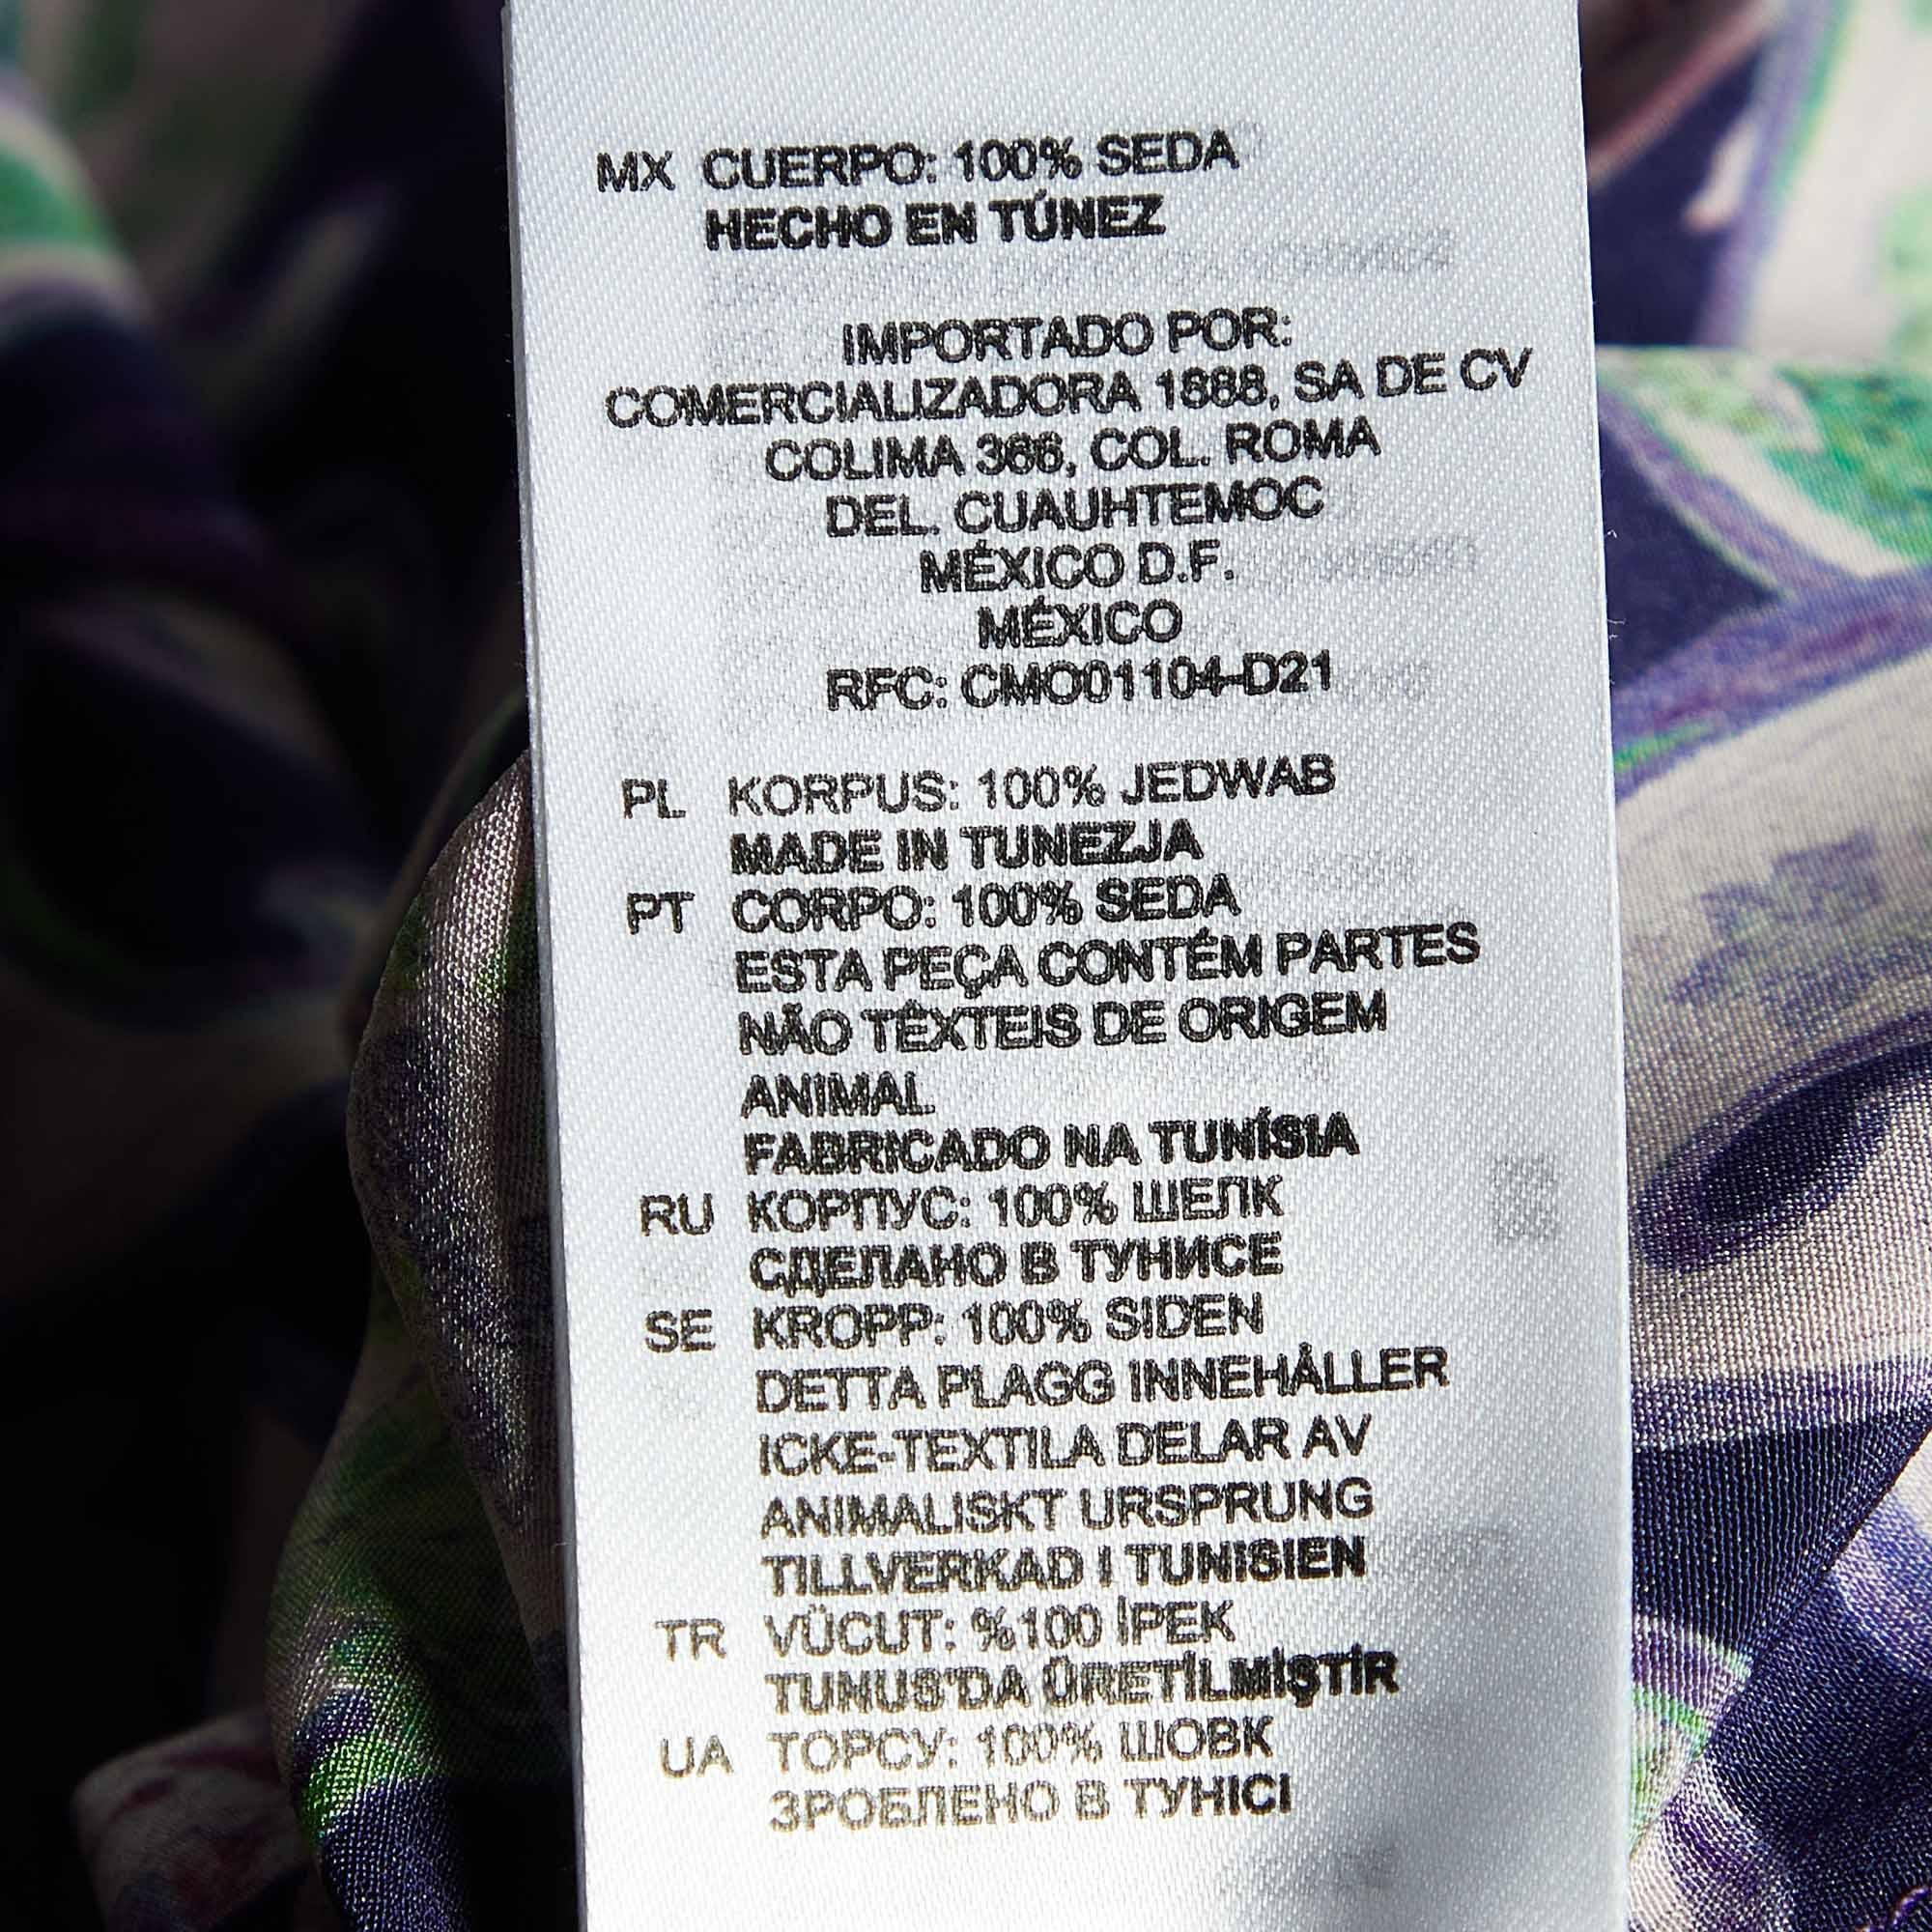 MX CUERPO: 100% SEDA
HECHO EN TÚNEZ
IMPORTADO POR:
COMERCIALIZADORA 1888, SA DE CV
COLIMA 366, COL. ROMA
DEL. CUAUHTEMOC
MÉXICO D.F.
MÉXICO
RFC: CMO01104-D21
PL KORPUS: 100% JEDWAB
MADE IN TUNEZJA
PT CORPO: 100% SEDA
ESTA PEÇA CONTÉM PARTES
NÃO TÊXTEIS DE ORIGEM
ANIMAL
FABRICADO NA TUNÍSIA
RU КОРПУС: 100% ШЕЛК
СДЕЛАНО В ТУНИСЕ
SE KROPP: 100% SIDEN
DETTA PLAGG INNEHÅLLER
ICKE-TEXTILA DELAR AV
ANIMALISKT URSPRUNG
TILLVERKAD I TUNISIEN
TR VÜCUT: %100 İPEK
TUNUS'DA ÜRETİLMİŞTİR
UA ТОРСУ: 100% ШОВК
ЗРОБЛЕНО В ТУНІСІ